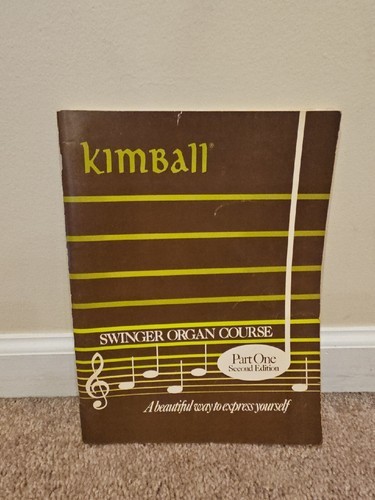 KIMBALL®
SWINGER ORGAN COURSE
Part One
Second Edition
A beautiful way to express yourself